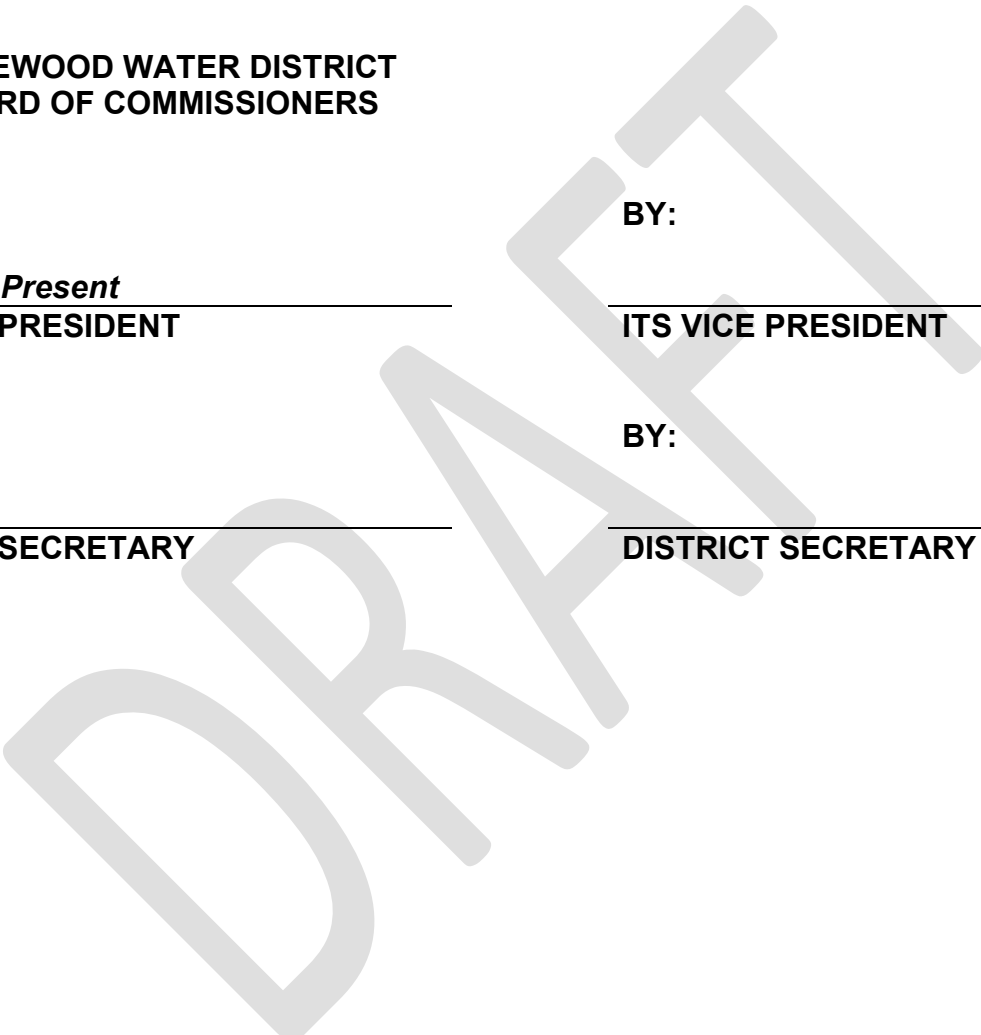 EWOOD WATER DISTRICT
RD OF COMMISSIONERS
BY:
Present
PRESIDENT
ITS VICE PRESIDENT
BY:
SECRETARY
DISTRICT SECRETARY
DRAFT